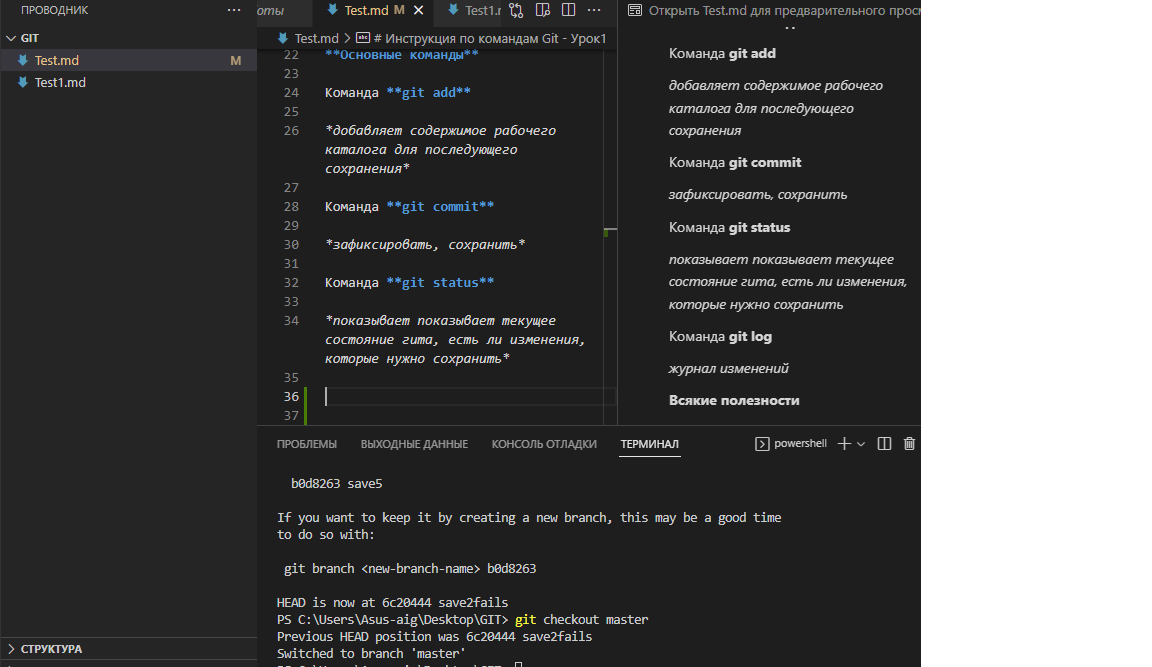 ПРОВОДНИК ···
GIT
Test.md M
Test1.md
СТРУКТУРА
оты Test.md M Test1.r ···
Test.md > # Инструкция по командам Git - Урок1
22 **Основные команды**
23
24 Команда **git add**
25
26 *добавляет содержимое рабочего
каталога для последующего
сохранения*
27
28 Команда **git commit**
29
30 *зафиксировать, сохранить*
31
32 Команда **git status**
33
34 *показывает показывает текущее
состояние гита, есть ли изменения,
которые нужно сохранить*
35
36
37
Открыть Test.md для предварительного прос
Команда git add
добавляет содержимое рабочего
каталога для последующего
сохранения
Команда git commit
зафиксировать, сохранить
Команда git status
показывает показывает текущее
состояние гита, есть ли изменения,
которые нужно сохранить
Команда git log
журнал изменений
Всякие полезности
ПРОБЛЕМЫ ВЫХОДНЫЕ ДАННЫЕ КОНСОЛЬ ОТЛАДКИ ТЕРМИНАЛ powershell
b0d8263 save5
If you want to keep it by creating a new branch, this may be a good time
to do so with:
git branch <new-branch-name> b0d8263
HEAD is now at 6c20444 save2fails
PS C:\Users\Asus-aig\Desktop\GIT> git checkout master
Previous HEAD position was 6c20444 save2fails
Switched to branch 'master'